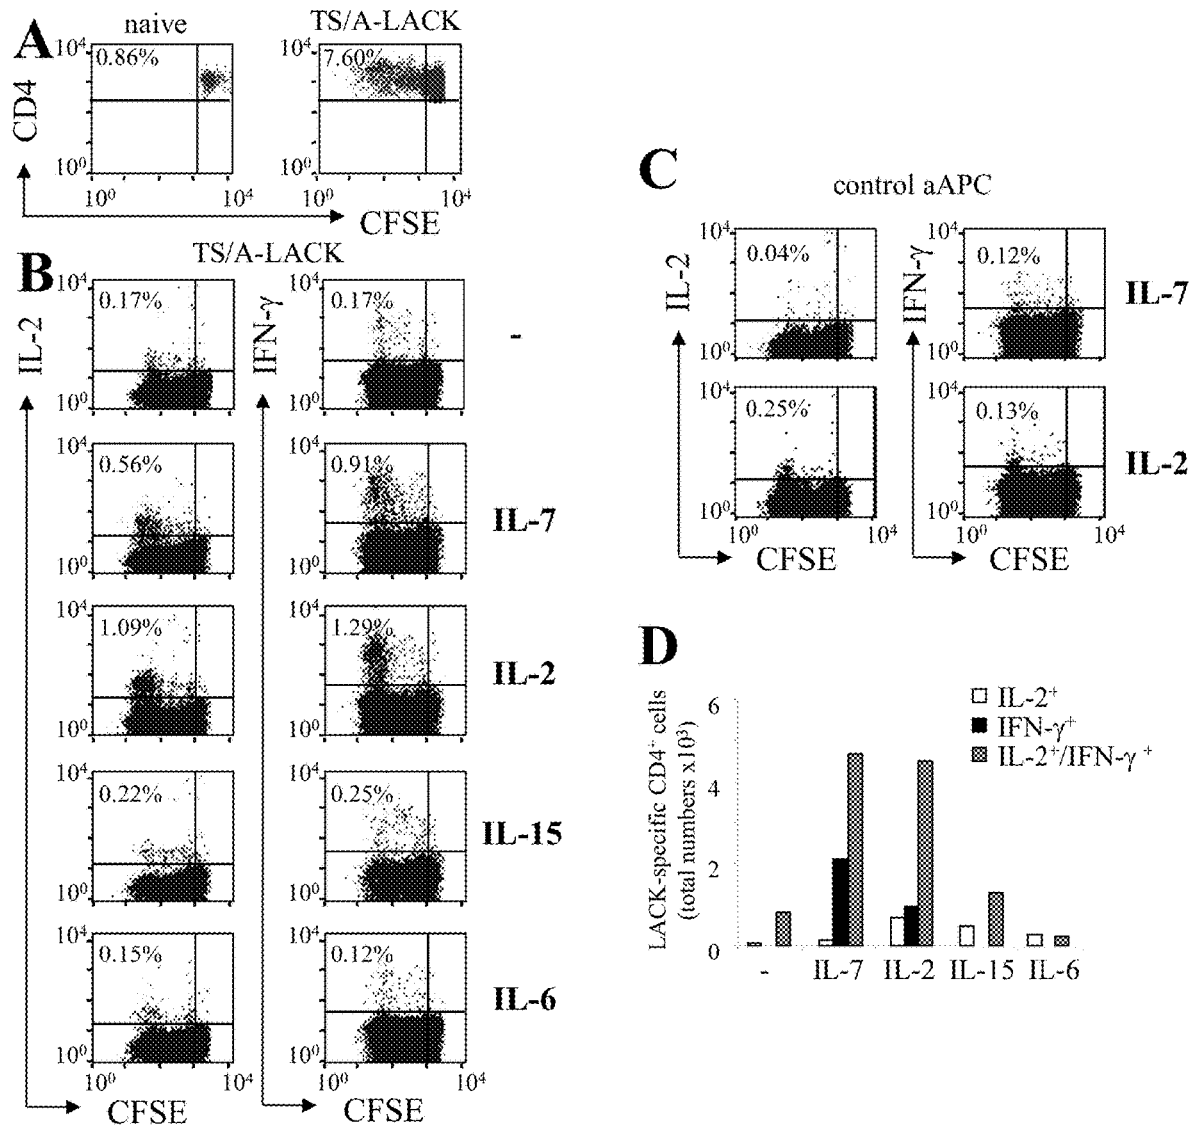 A
naive
TS/A-LACK
10⁴
0.86%
10⁰
10⁰
10⁴
10⁴
7.60%
10⁰
10⁰
10⁴
CD4
CFSE
B
TS/A-LACK
IL-2
IFN-γ
10⁴
0.17%
10⁰
10⁴
0.17%
10⁰
-
10⁴
0.56%
10⁰
10⁴
0.91%
10⁰
IL-7
10⁴
1.09%
10⁰
10⁴
1.29%
10⁰
IL-2
10⁴
0.22%
10⁰
10⁴
0.25%
10⁰
IL-15
10⁴
0.15%
10⁰
10⁴
0.12%
10⁰
IL-6
10⁰
10⁴
10⁰
10⁴
CFSE
CFSE
C
control aAPC
IL-2
IFN-γ
10⁴
0.04%
10⁰
10⁴
0.12%
10⁰
IL-7
10⁴
0.25%
10⁰
10⁴
0.13%
10⁰
IL-2
10⁰
10⁴
10⁰
10⁴
CFSE
CFSE
D
LACK-specific CD4⁺ cells
(total numbers x10³)
6
4
2
0
IL-2⁺
IFN-γ⁺
IL-2⁺/IFN-γ⁺
-
IL-7
IL-2
IL-15
IL-6